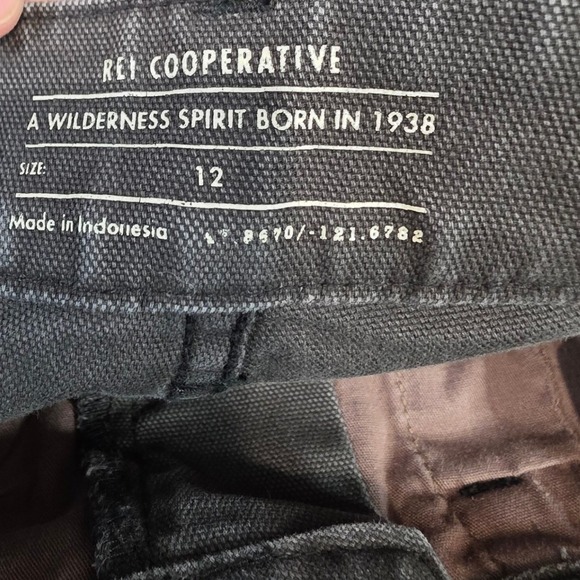 REI COOPERATIVE
A WILDERNESS SPIRIT BORN IN 1938
SIZE: 12
Made in Indonesia .8670/-121.6782